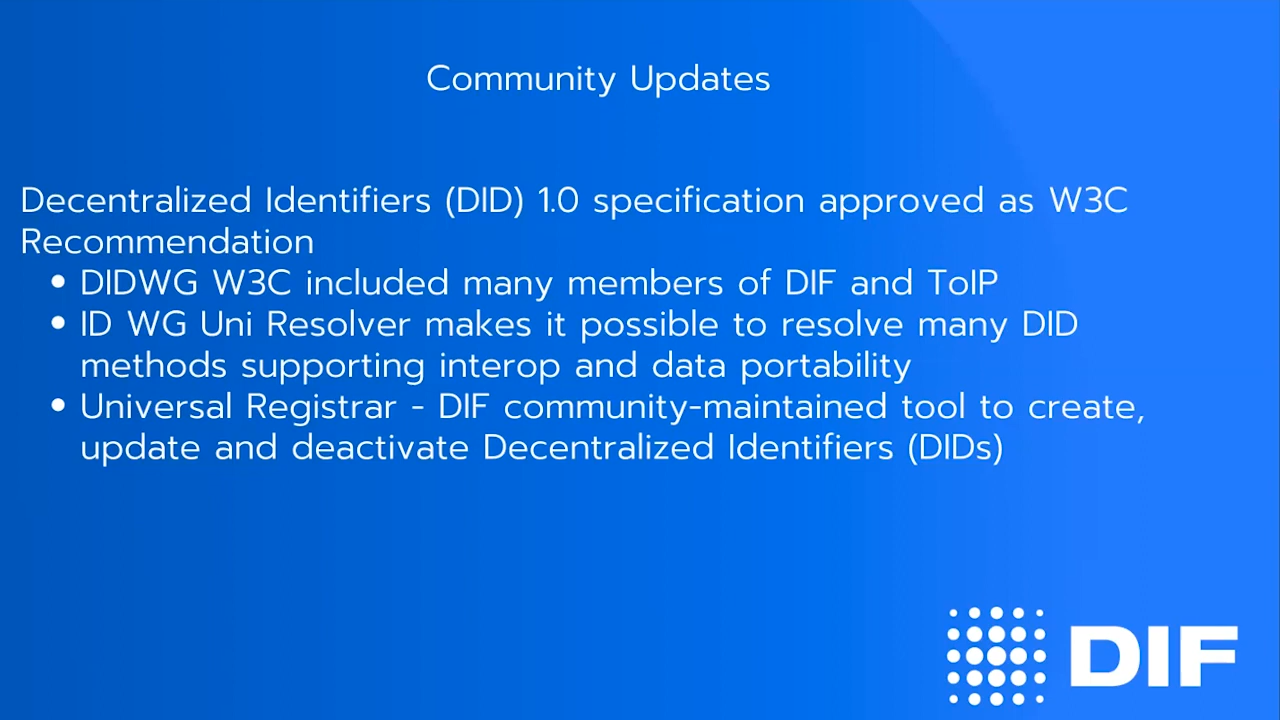 Community Updates
Decentralized Identifiers (DID) 1.0 specification approved as W3C
Recommendation
• DIDWG W3C included many members of DIF and ToIP
• ID WG Uni Resolver makes it possible to resolve many DID
methods supporting interop and data portability
• Universal Registrar - DIF community-maintained tool to create,
update and deactivate Decentralized Identifiers (DIDs)
DIF